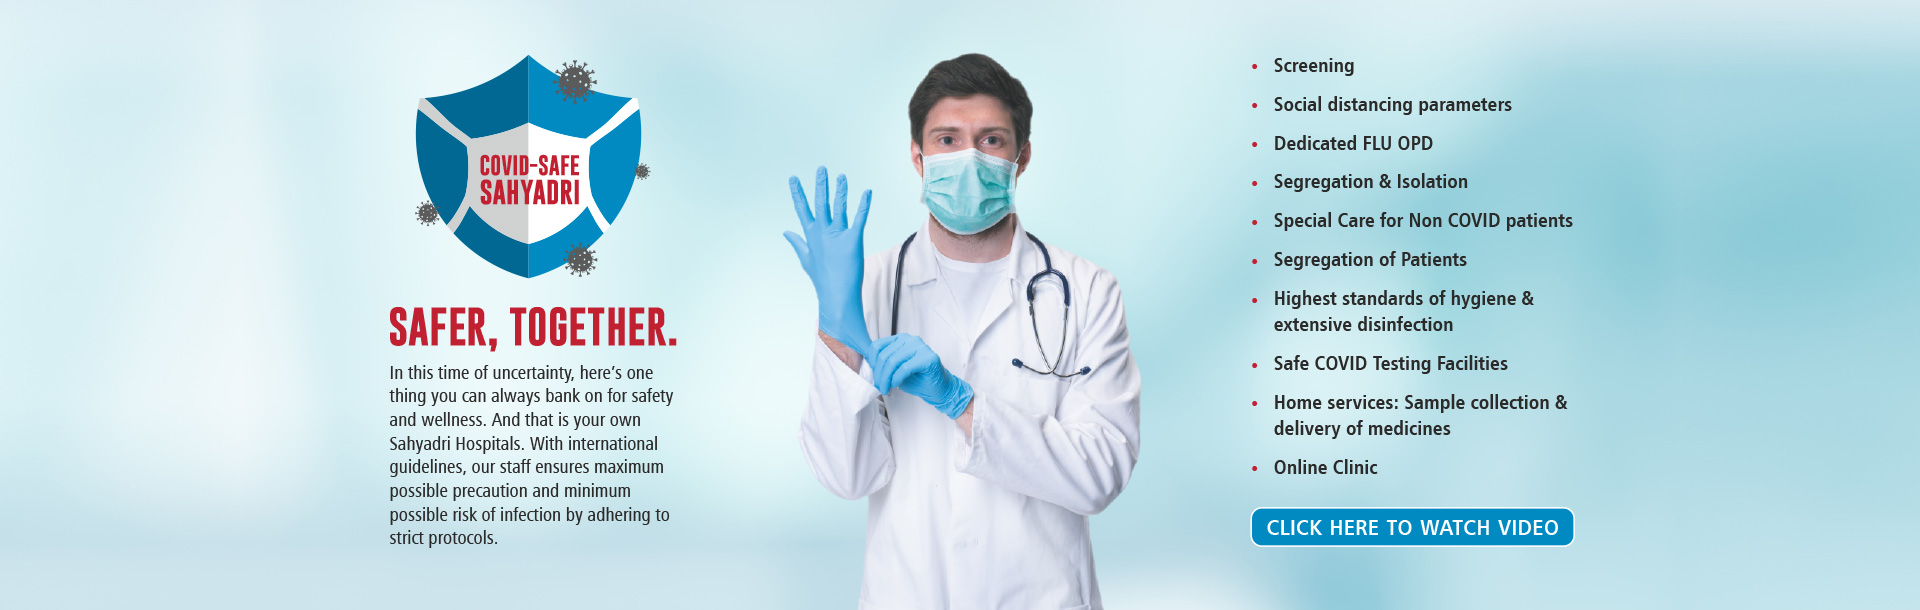 COVID-SAFE
SAHYADRI
SAFER, TOGETHER.
In this time of uncertainty, here's one
thing you can always bank on for safety
and wellness. And that is your own
Sahyadri Hospitals. With international
guidelines, our staff ensures maximum
possible precaution and minimum
possible risk of infection by adhering to
strict protocols.
• Screening
• Social distancing parameters
• Dedicated FLU OPD
• Segregation & Isolation
• Special Care for Non COVID patients
• Segregation of Patients
• Highest standards of hygiene &
extensive disinfection
• Safe COVID Testing Facilities
• Home services: Sample collection &
delivery of medicines
• Online Clinic
CLICK HERE TO WATCH VIDEO